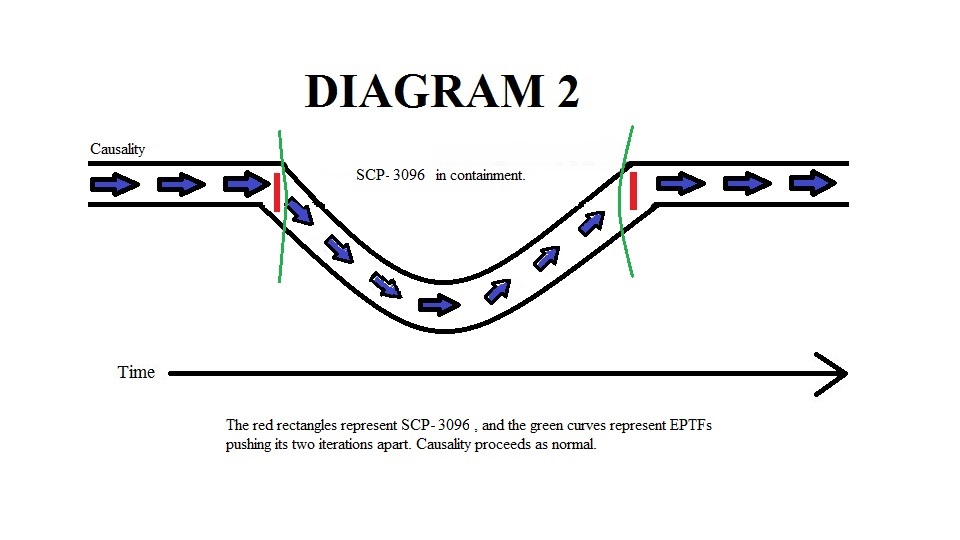 DIAGRAM 2
Causality
SCP- 3096 in containment.
Time
The red rectangles represent SCP- 3096 , and the green curves represent EPTFs
pushing its two iterations apart. Causality proceeds as normal.